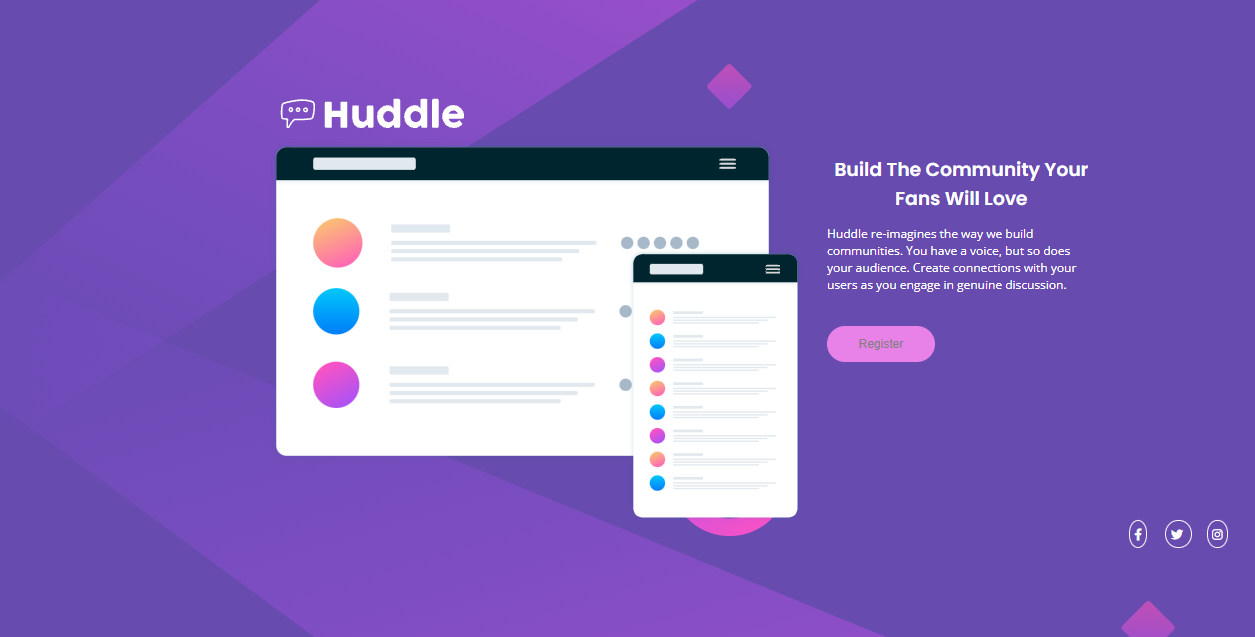 Huddle
Build The Community Your
Fans Will Love
Huddle re-imagines the way we build
communities. You have a voice, but so does
your audience. Create connections with your
users as you engage in genuine discussion.
Register